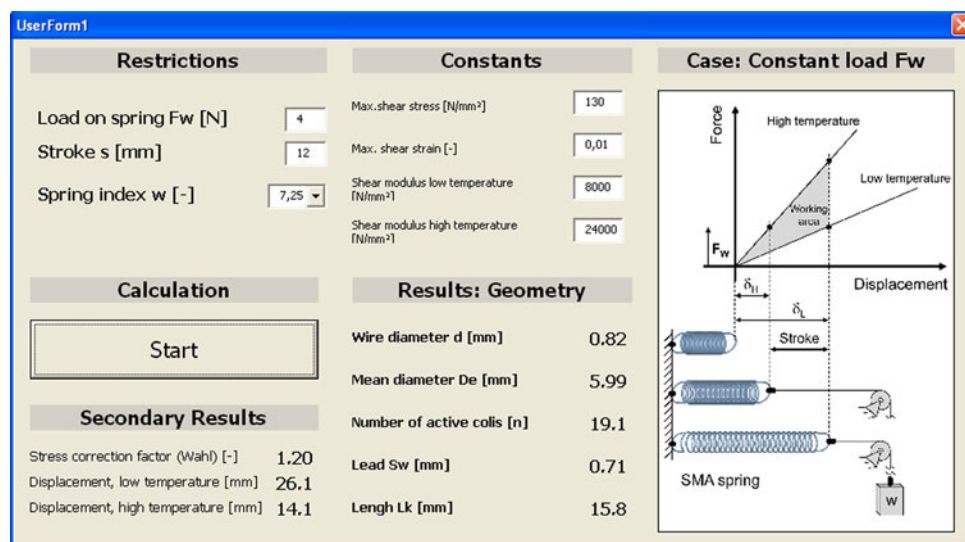 UserForm1
Restrictions
Load on spring Fw [N] 4
Stroke s [mm] 12
Spring index w [-] 7,25
Constants
Max.shear stress [N/mm²] 130
Max. shear strain [-] 0,01
Shear modulus low temperature
[N/mm²] 8000
Shear modulus high temperature
[N/mm²] 24000
Case: Constant load Fw
Force
High temperature
Low temperature
Working
area
Fw
Displacement
δH
δL
Stroke
SMA spring
W
Calculation
Start
Results: Geometry
Wire diameter d [mm] 0.82
Mean diameter De [mm] 5.99
Number of active colis [n] 19.1
Lead Sw [mm] 0.71
Lengh Lk [mm] 15.8
Secondary Results
Stress correction factor (Wahl) [-] 1.20
Displacement, low temperature [mm] 26.1
Displacement, high temperature [mm] 14.1